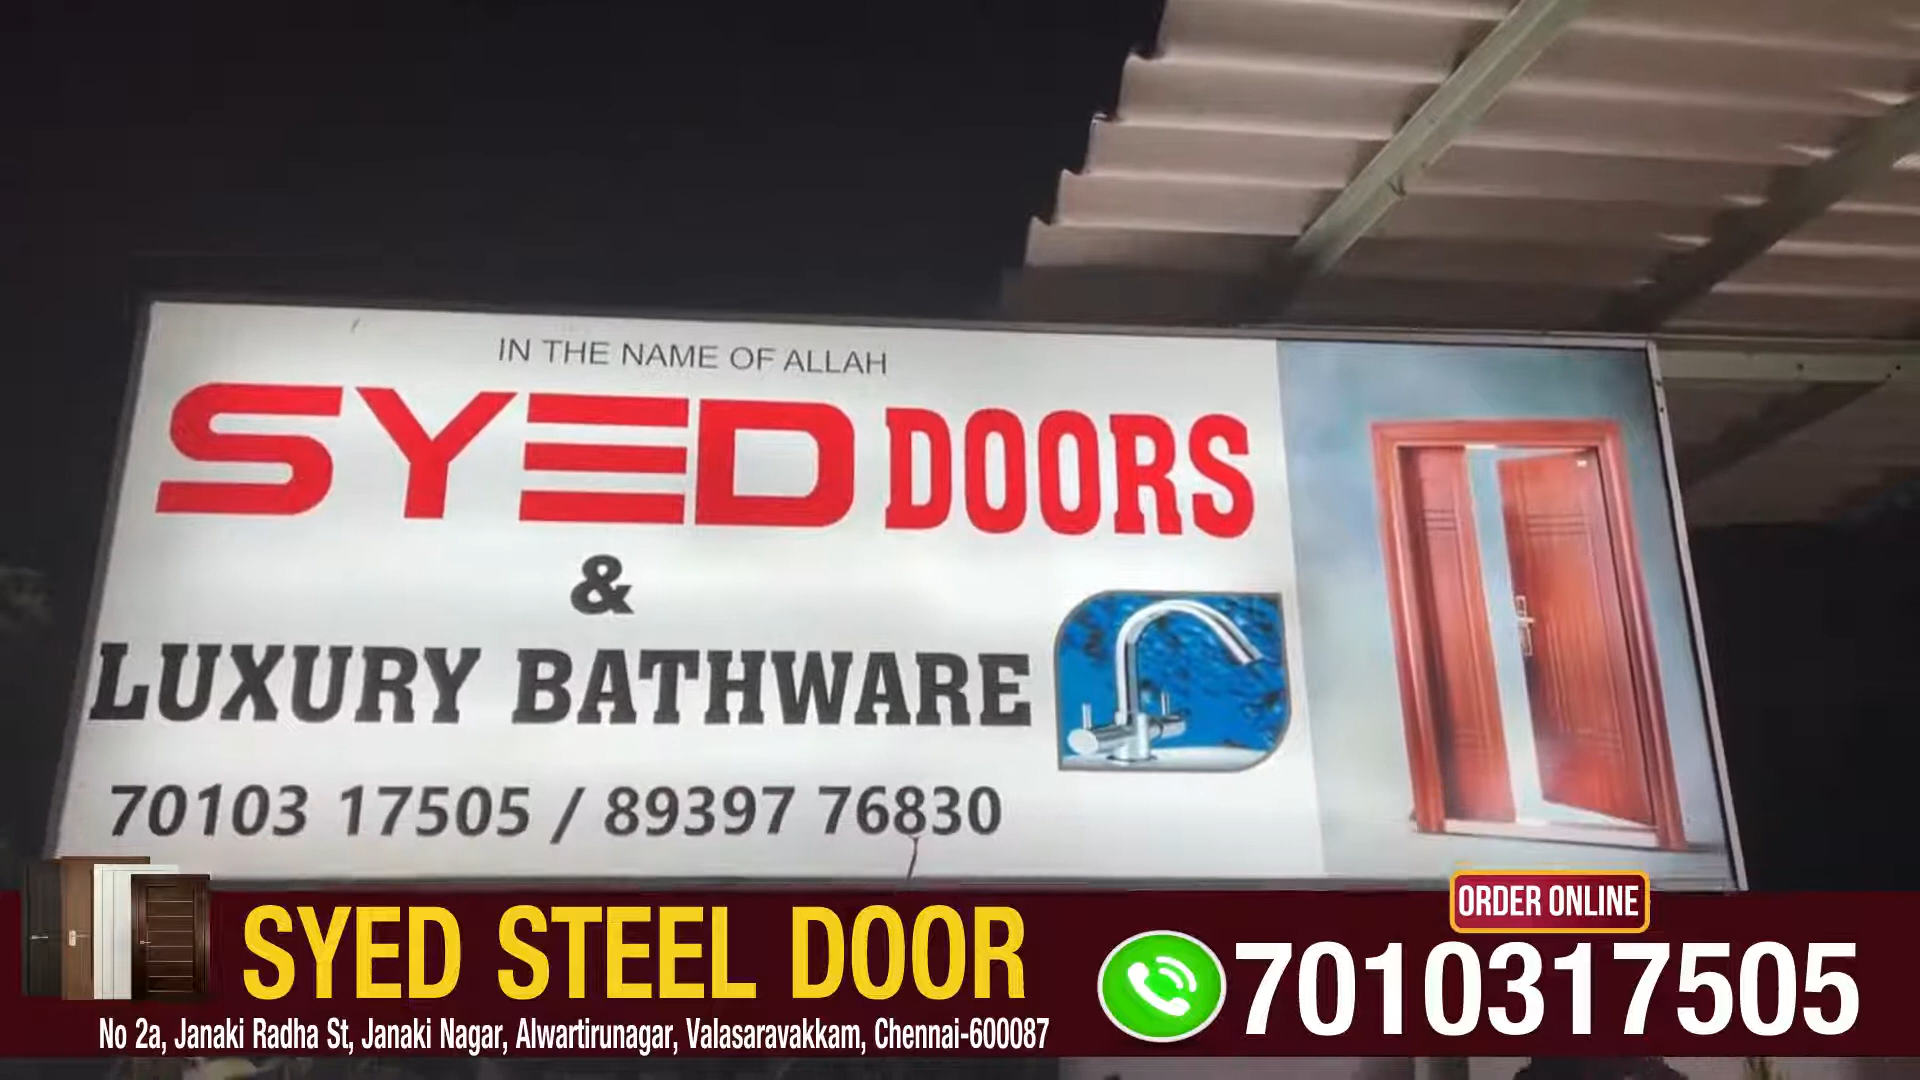 IN THE NAME OF ALLAH
SYED DOORS
&
LUXURY BATHWARE
70103 17505 / 89397 76830
ORDER ONLINE
SYED STEEL DOOR
7010317505
No 2a, Janaki Radha St, Janaki Nagar, Alwartirunagar, Valasaravakkam, Chennai-600087